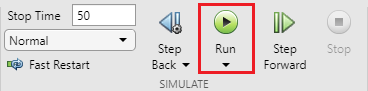 Stop Time 50
Normal
Fast Restart
Step
Back
Run
Step
Forward
Stop
SIMULATE